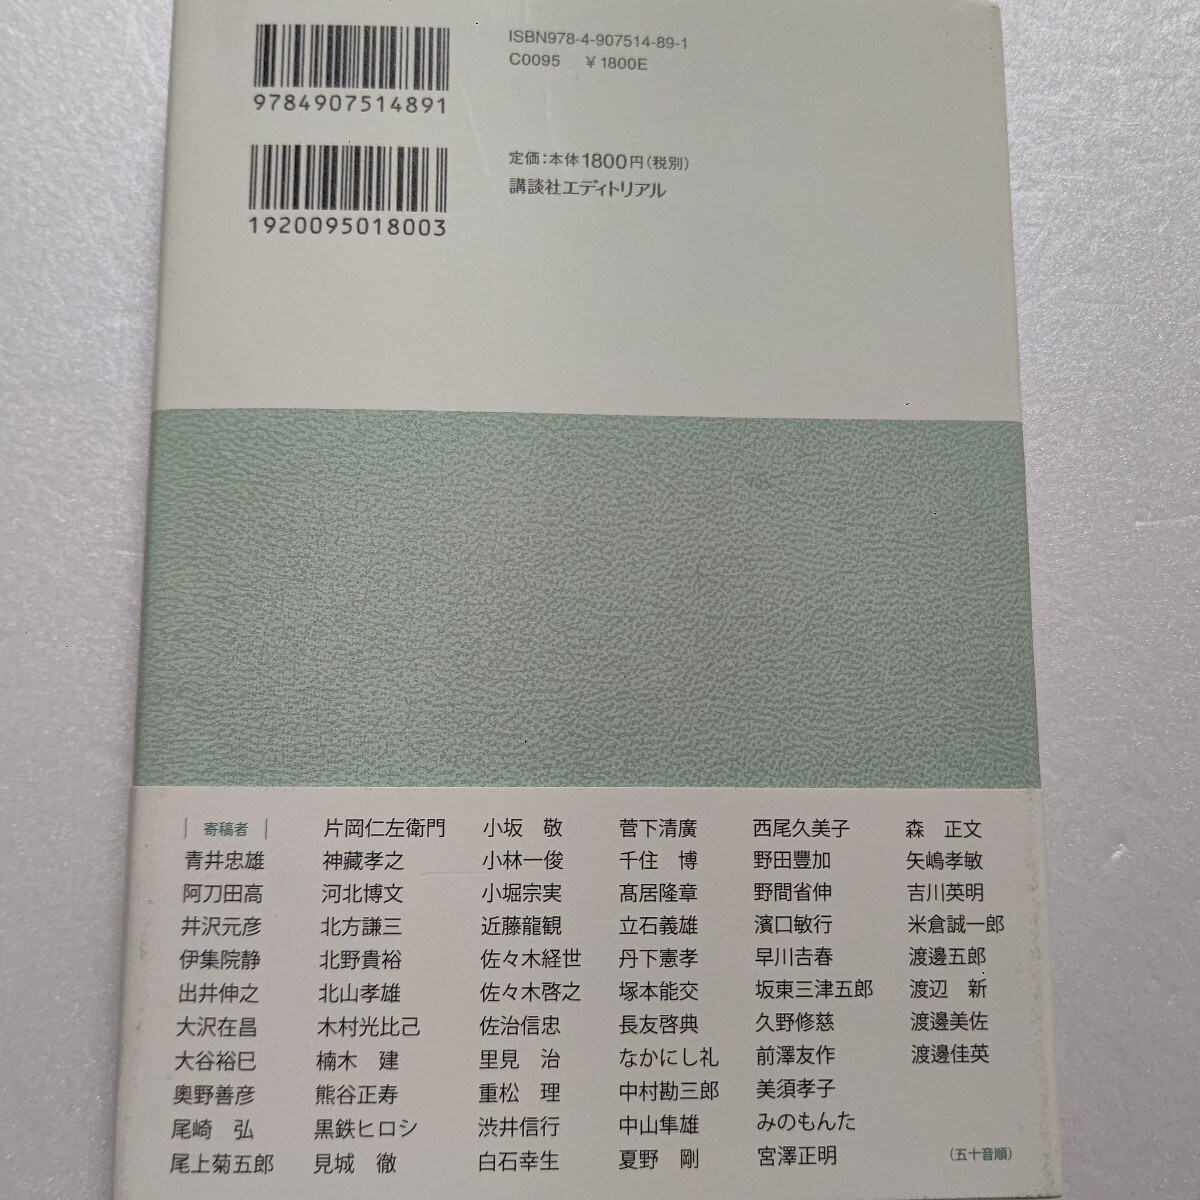 ISBN978-4-907514-89-1
C0095 ¥1800E
9784907514891
定価：本体1800円（税別）
講談社エディトリアル
1920095018003
寄稿者
青井忠雄
阿刀田高
井沢元彦
伊集院静
出井伸之
大沢在昌
大谷裕巳
奥野善彦
尾崎　弘
尾上菊五郎
片岡仁左衛門
神藏孝之
河北博文
北方謙三
北野貴裕
北山孝雄
木村光比己
楠木　建
熊谷正寿
黒鉄ヒロシ
見城　徹
小坂　敬
小林一俊
小堀宗実
近藤龍観
佐々木経世
佐々木啓之
佐治信忠
里見　治
重松　理
渋井信行
白石幸生
菅下清廣
千住　博
髙居隆章
立石義雄
丹下憲孝
塚本能交
長友啓典
なかにし礼
中村勘三郎
中山隼雄
夏野　剛
西尾久美子
野田豊加
野間省伸
濱口敏行
早川吉春
坂東三津五郎
久野修慈
前澤友作
美須孝子
みのもんた
宮澤正明
森　正文
矢嶋孝敏
吉川英明
米倉誠一郎
渡邊五郎
渡辺　新
渡邊美佐
渡邊佳英
（五十音順）